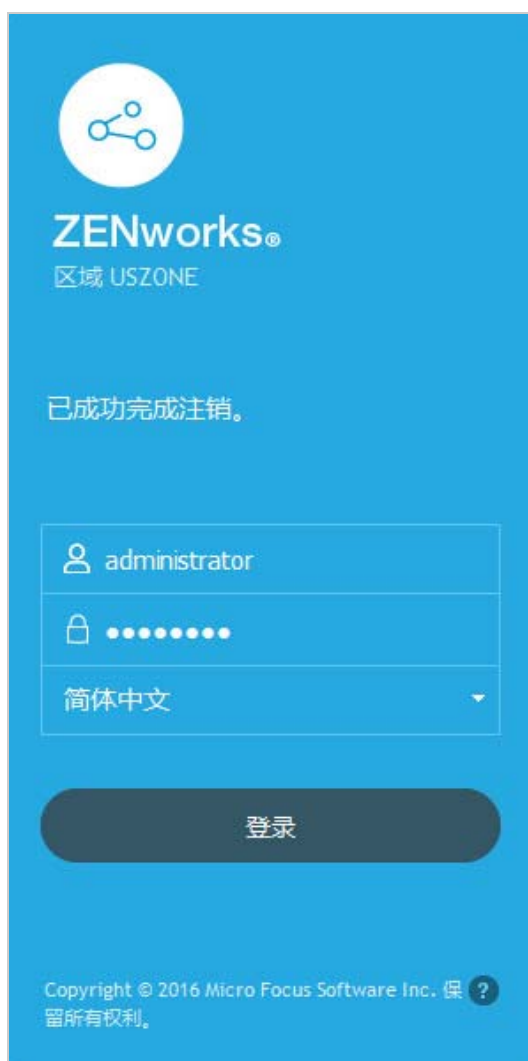 ZENworks®
区域 USZONE
已成功完成注销。
administrator
••••••••
简体中文
登录
Copyright © 2016 Micro Focus Software Inc. 保
留所有权利。
?